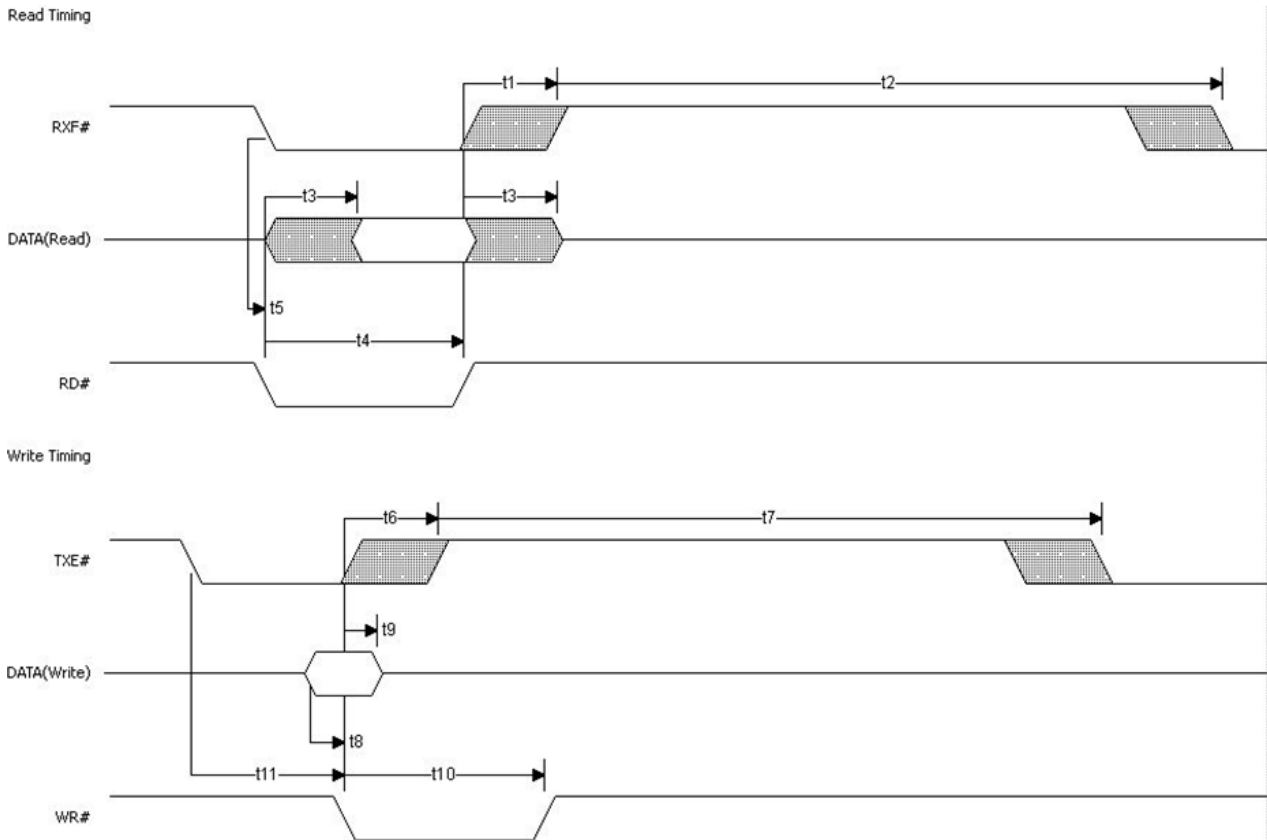 Read Timing
t1
t2
RXF#
t3
t3
DATA(Read)
t5
t4
RD#
Write Timing
t6
t7
TXE#
t9
DATA(Write)
t8
t11
t10
WR#